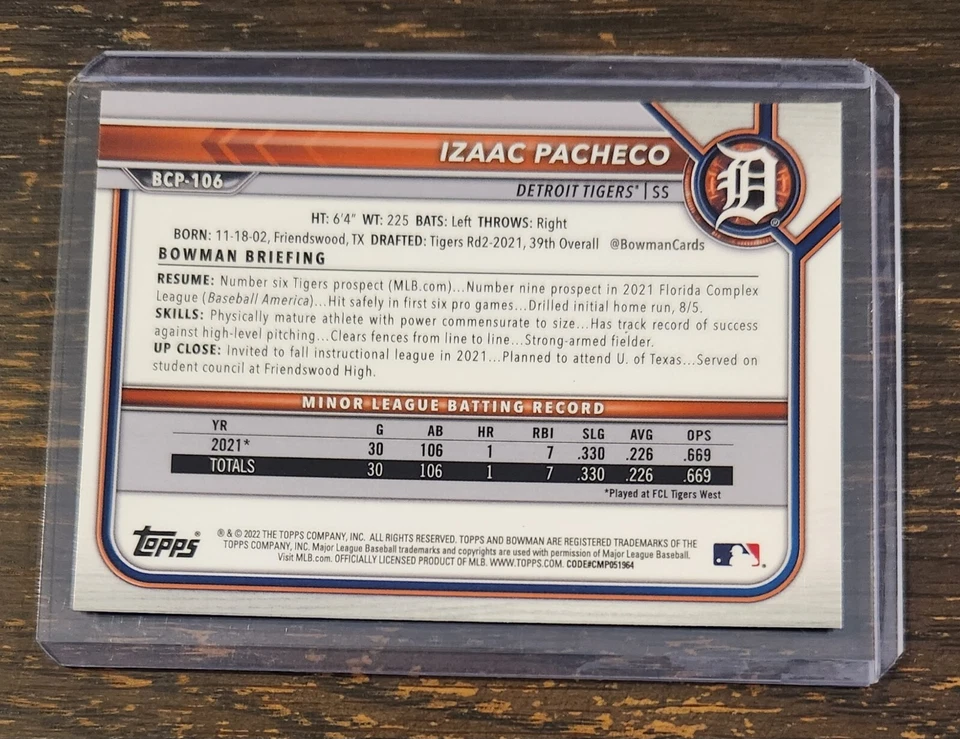 IZAAC PACHECO
BCP-106
DETROIT TIGERS® | SS
D
®
HT: 6'4" WT: 225 BATS: Left THROWS: Right
BORN: 11-18-02, Friendswood, TX DRAFTED: Tigers Rd2-2021, 39th Overall @BowmanCards
BOWMAN BRIEFING
RESUME: Number six Tigers prospect (MLB.com)...Number nine prospect in 2021 Florida Complex
League (Baseball America)...Hit safely in first six pro games...Drilled initial home run, 8/5.
SKILLS: Physically mature athlete with power commensurate to size...Has track record of success
against high-level pitching...Clears fences from line to line...Strong-armed fielder.
UP CLOSE: Invited to fall instructional league in 2021...Planned to attend U. of Texas...Served on
student council at Friendswood High.
MINOR LEAGUE BATTING RECORD
YR G AB HR RBI SLG AVG OPS
2021* 30 106 1 7 .330 .226 .669
TOTALS 30 106 1 7 .330 .226 .669
*Played at FCL Tigers West
Topps®
® & © 2022 THE TOPPS COMPANY, INC. ALL RIGHTS RESERVED. TOPPS AND BOWMAN ARE REGISTERED TRADEMARKS OF THE
TOPPS COMPANY, INC. Major League Baseball trademarks and copyrights are used with permission of Major League Baseball.
Visit MLB.com. OFFICIALLY LICENSED PRODUCT OF MLB. WWW.TOPPS.COM. CODE#CMP051964